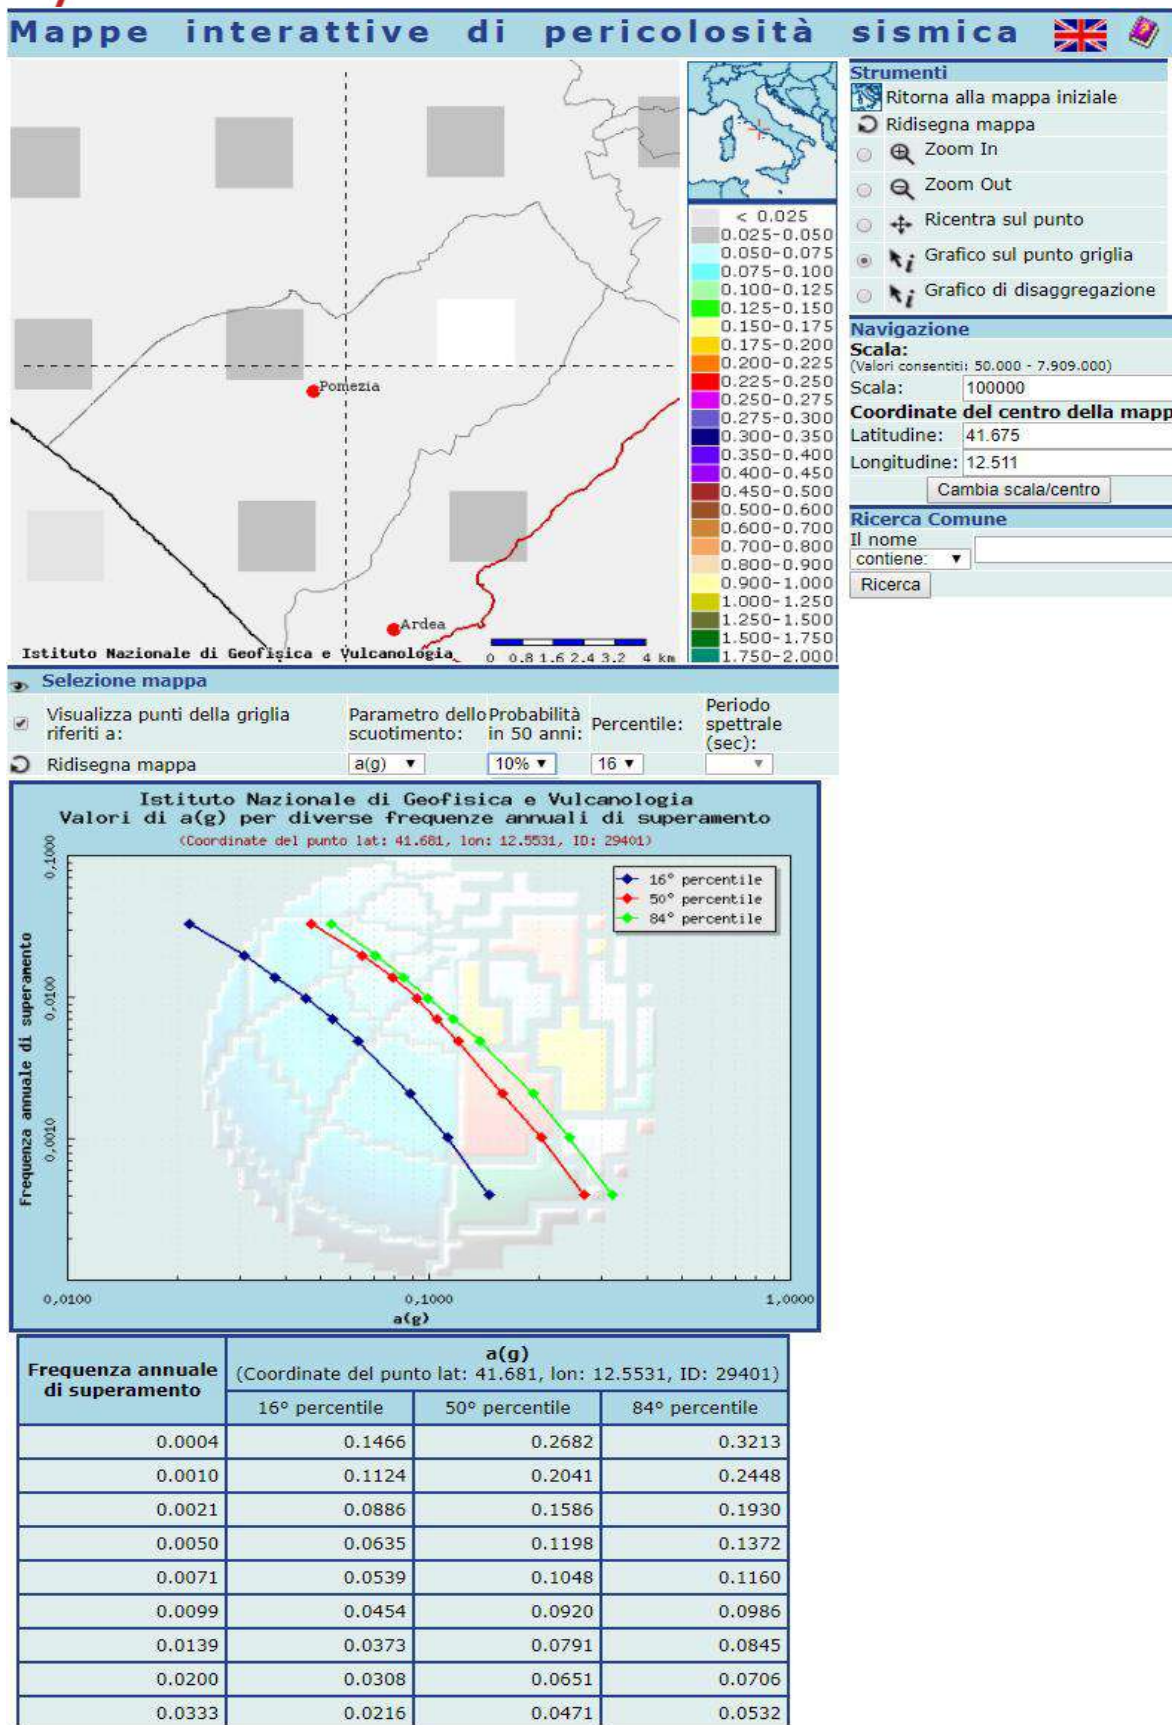 Mappe interattive di pericolosità sismica
Pomezia
Ardea
Istituto Nazionale di Geofisica e Vulcanologia
0 0.8 1.6 2.4 3.2 4 km
< 0.025
0.025-0.050
0.050-0.075
0.075-0.100
0.100-0.125
0.125-0.150
0.150-0.175
0.175-0.200
0.200-0.225
0.225-0.250
0.250-0.275
0.275-0.300
0.300-0.350
0.350-0.400
0.400-0.450
0.450-0.500
0.500-0.600
0.600-0.700
0.700-0.800
0.800-0.900
0.900-1.000
1.000-1.250
1.250-1.500
1.500-1.750
1.750-2.000
Strumenti
Ritorna alla mappa iniziale
Ridisegna mappa
Zoom In
Zoom Out
Ricentra sul punto
Grafico sul punto griglia
Grafico di disaggregazione
Navigazione
Scala:
(Valori consentiti: 50.000 - 7.909.000)
Scala: 100000
Coordinate del centro della mapp
Latitudine: 41.675
Longitudine: 12.511
Cambia scala/centro
Ricerca Comune
Il nome
contiene:
Ricerca
Selezione mappa
Visualizza punti della griglia
riferiti a:
Parametro dello
scuotimento:
Probabilità
in 50 anni:
Percentile:
Periodo
spettrale
(sec):
Ridisegna mappa a(g) 10% 16
Istituto Nazionale di Geofisica e Vulcanologia
Valori di a(g) per diverse frequenze annuali di superamento
(Coordinate del punto lat: 41.681, lon: 12.5531, ID: 29401)
16° percentile
50° percentile
84° percentile
Frequenza annuale di superamento
0,1000
0,0100
0,0010
0,0100 0,1000 1,0000
a(g)
Frequenza annuale
di superamento
a(g)
(Coordinate del punto lat: 41.681, lon: 12.5531, ID: 29401)
16° percentile 50° percentile 84° percentile
0.0004 0.1466 0.2682 0.3213
0.0010 0.1124 0.2041 0.2448
0.0021 0.0886 0.1586 0.1930
0.0050 0.0635 0.1198 0.1372
0.0071 0.0539 0.1048 0.1160
0.0099 0.0454 0.0920 0.0986
0.0139 0.0373 0.0791 0.0845
0.0200 0.0308 0.0651 0.0706
0.0333 0.0216 0.0471 0.0532